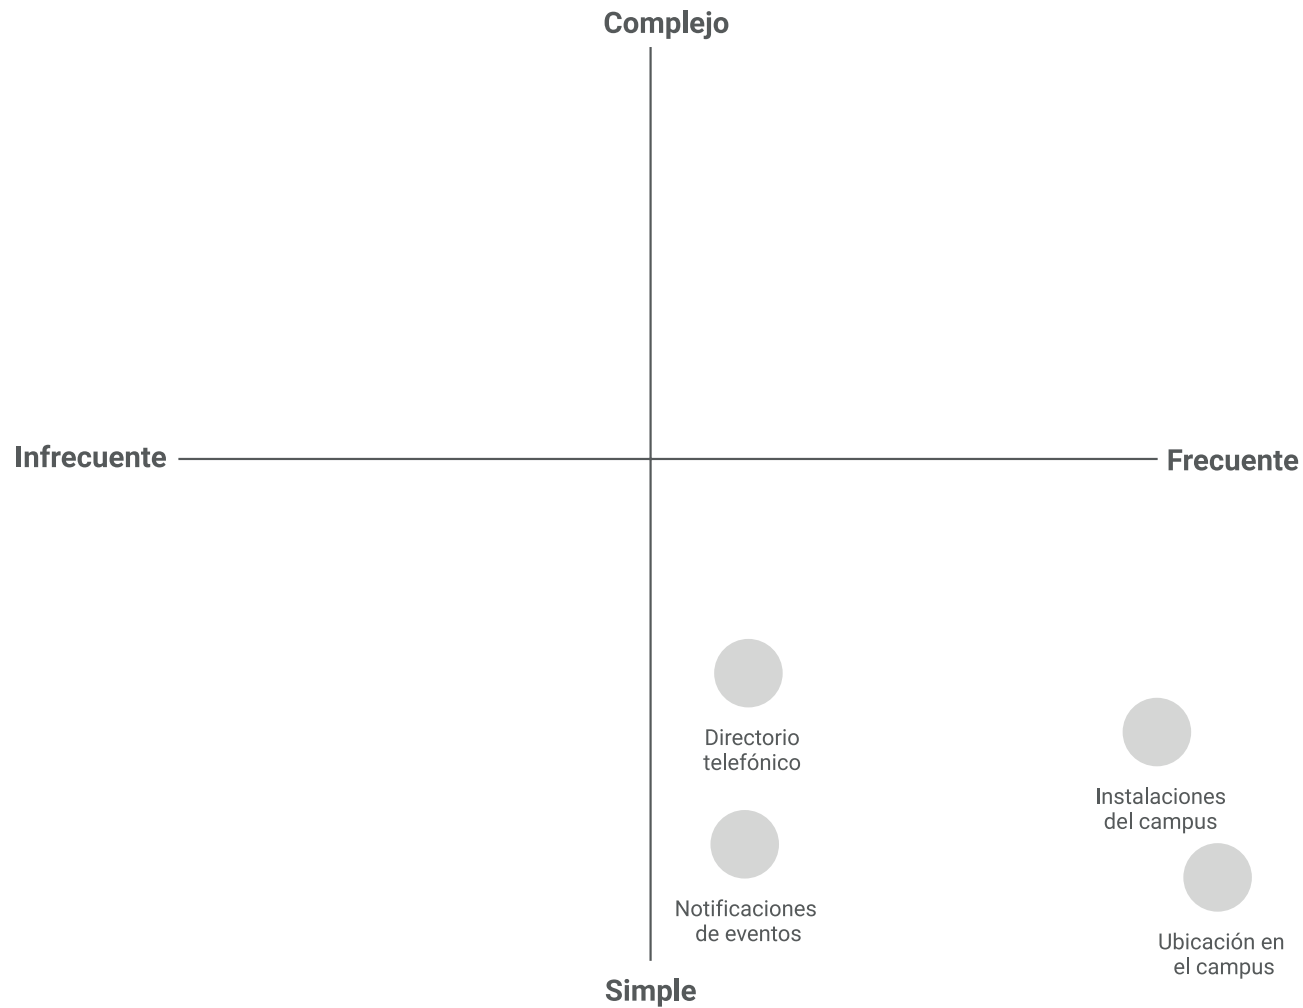 Complejo
Infrecuente
Frecuente
Directorio
telefónico
Instalaciones
del campus
Notificaciones
de eventos
Ubicación en
el campus
Simple